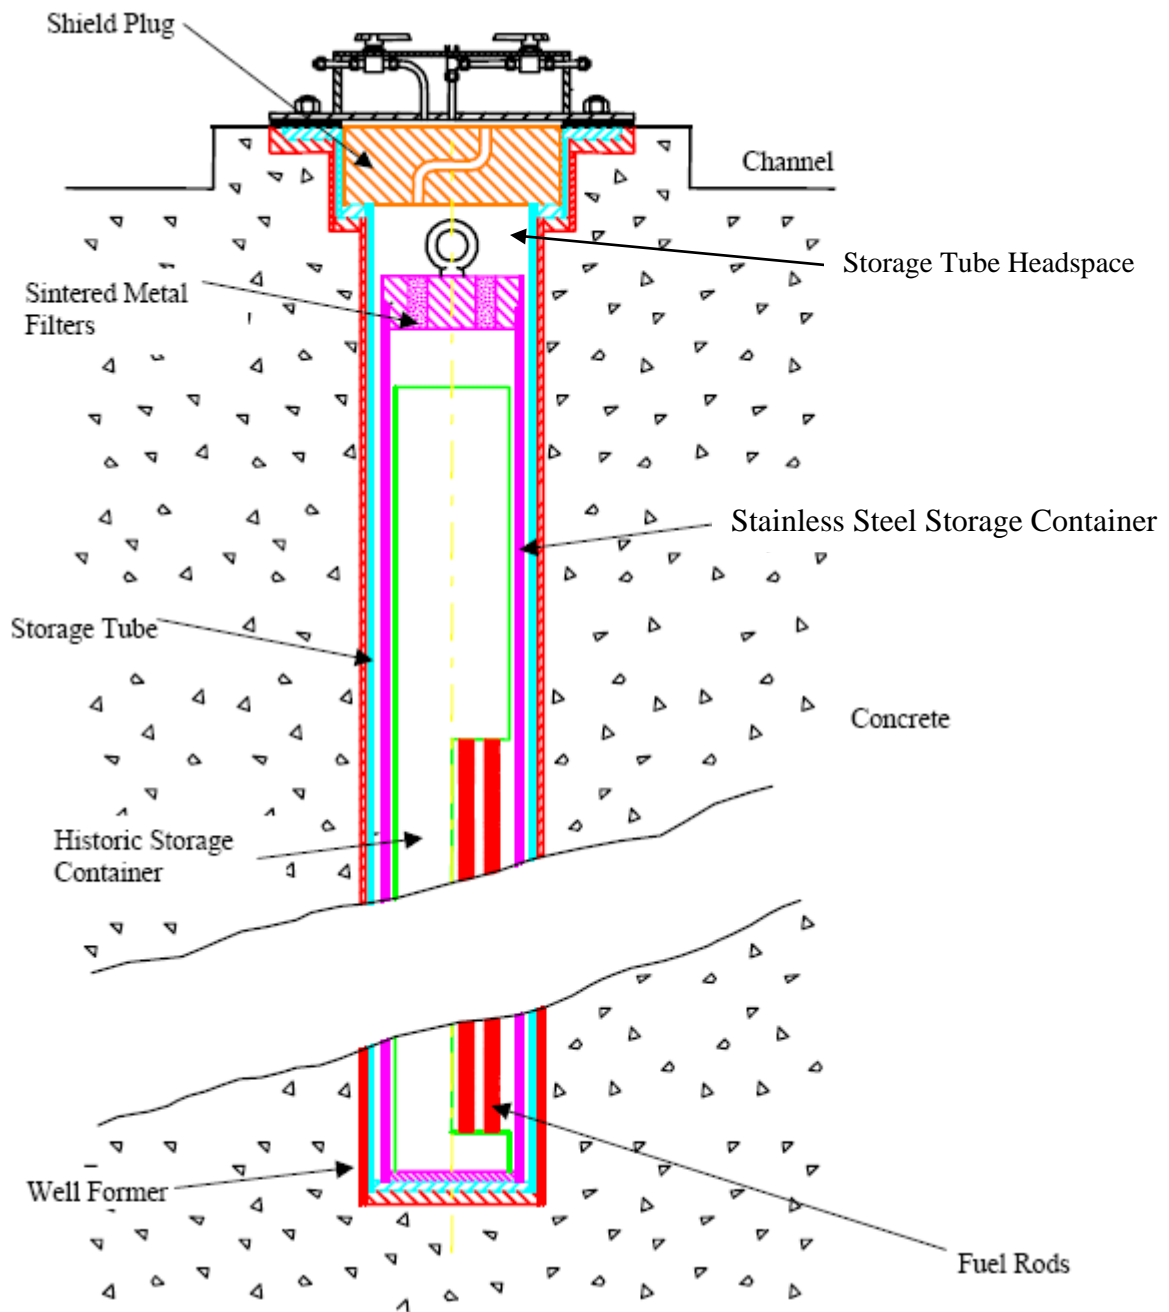 Shield Plug
Channel
Storage Tube Headspace
Sintered Metal
Filters
Stainless Steel Storage Container
Storage Tube
Concrete
Historic Storage
Container
Well Former
Fuel Rods